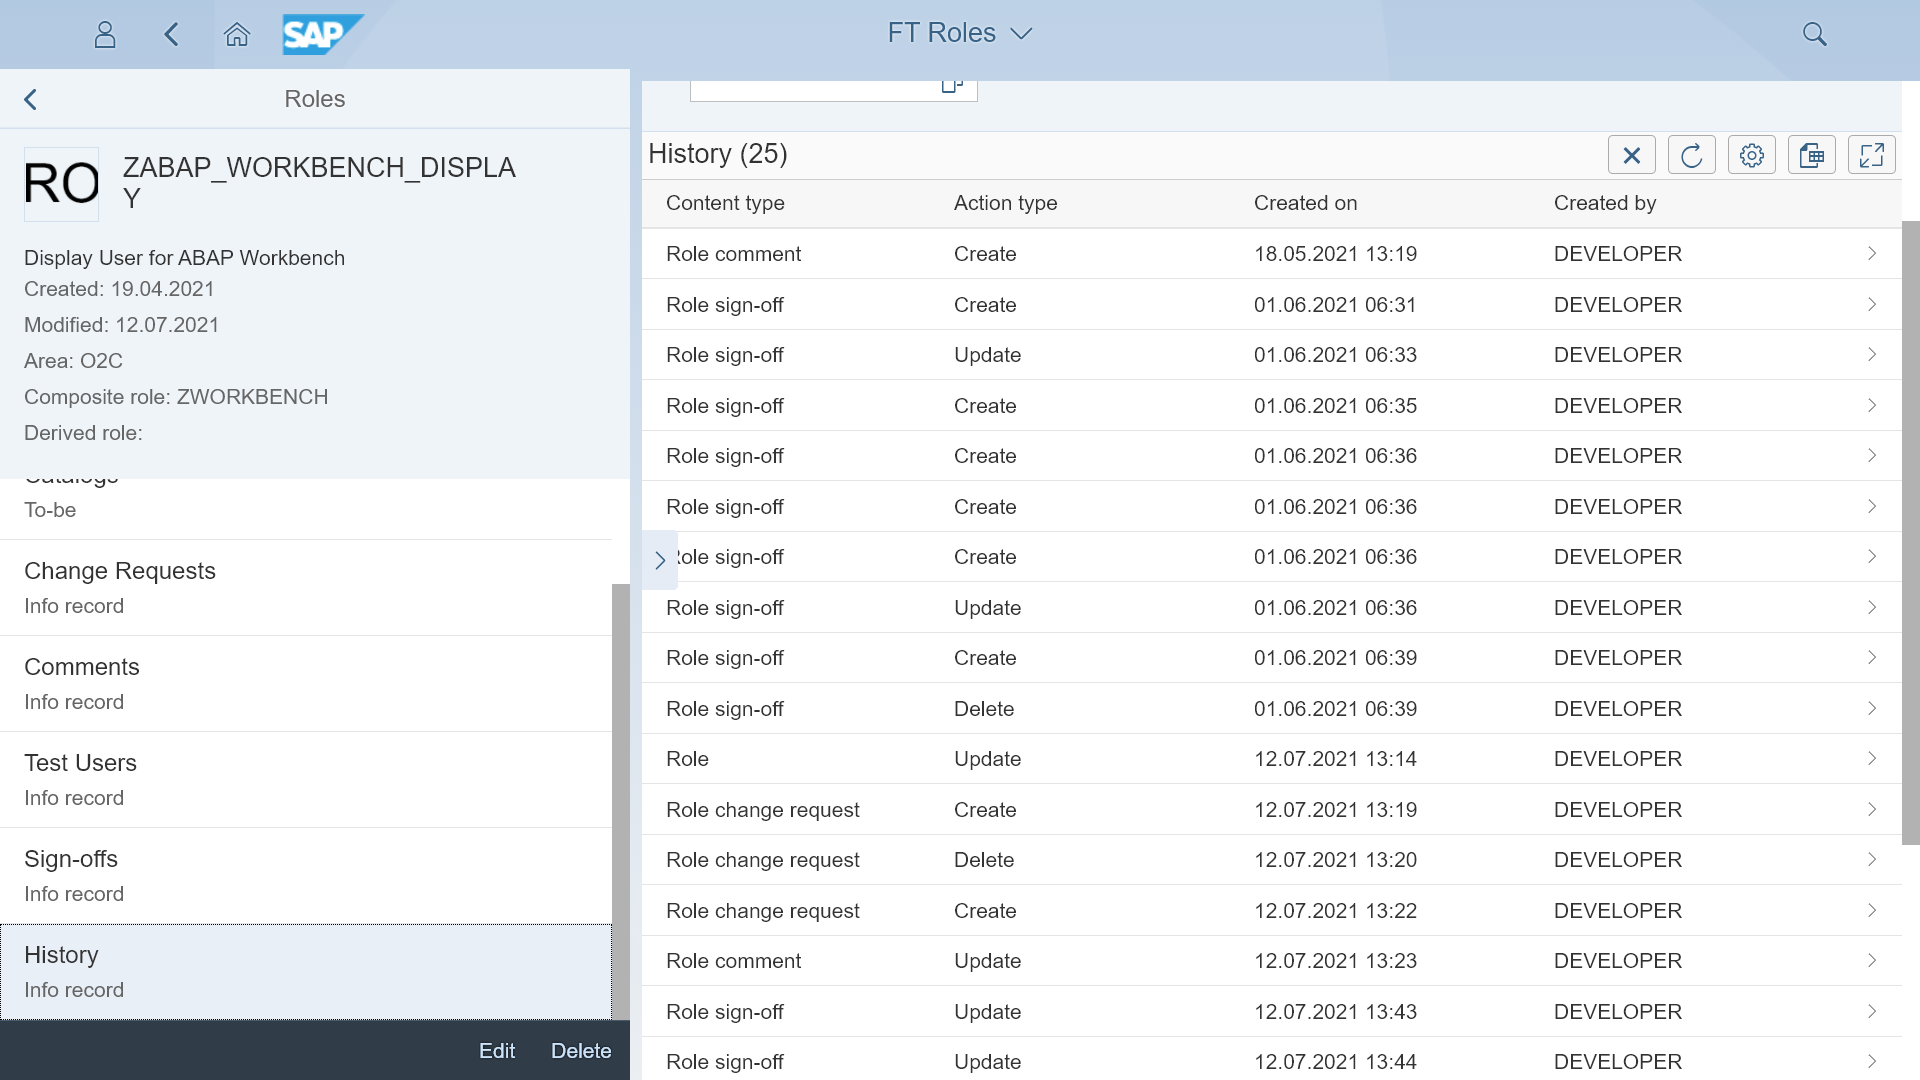 SAP
FT Roles
Roles
RO
ZABAP_WORKBENCH_DISPLA
Y
Display User for ABAP Workbench
Created: 19.04.2021
Modified: 12.07.2021
Area: O2C
Composite role: ZWORKBENCH
Derived role:
Catalogs
To-be
Change Requests
Info record
Comments
Info record
Test Users
Info record
Sign-offs
Info record
History
Info record
Edit Delete
History (25)
Content type Action type Created on Created by
Role comment Create 18.05.2021 13:19 DEVELOPER
Role sign-off Create 01.06.2021 06:31 DEVELOPER
Role sign-off Update 01.06.2021 06:33 DEVELOPER
Role sign-off Create 01.06.2021 06:35 DEVELOPER
Role sign-off Create 01.06.2021 06:36 DEVELOPER
Role sign-off Create 01.06.2021 06:36 DEVELOPER
Role sign-off Create 01.06.2021 06:36 DEVELOPER
Role sign-off Update 01.06.2021 06:36 DEVELOPER
Role sign-off Create 01.06.2021 06:39 DEVELOPER
Role sign-off Delete 01.06.2021 06:39 DEVELOPER
Role Update 12.07.2021 13:14 DEVELOPER
Role change request Create 12.07.2021 13:19 DEVELOPER
Role change request Delete 12.07.2021 13:20 DEVELOPER
Role change request Create 12.07.2021 13:22 DEVELOPER
Role comment Update 12.07.2021 13:23 DEVELOPER
Role sign-off Update 12.07.2021 13:43 DEVELOPER
Role sign-off Update 12.07.2021 13:44 DEVELOPER